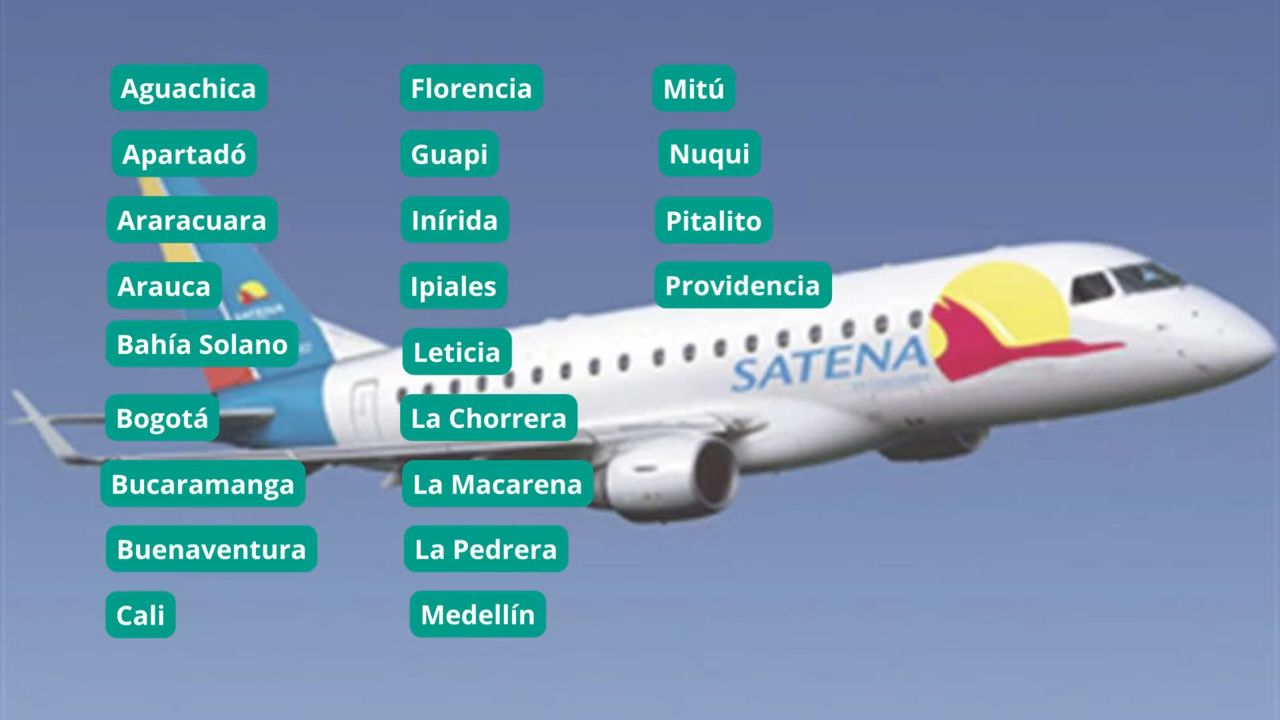 Aguachica
Apartadó
Araracuara
Arauca
Bahía Solano
Bogotá
Bucaramanga
Buenaventura
Cali
Florencia
Guapi
Inírida
Ipiales
Leticia
La Chorrera
La Macarena
La Pedrera
Medellín
Mitú
Nuqui
Pitalito
Providencia
SATENA
SATENA